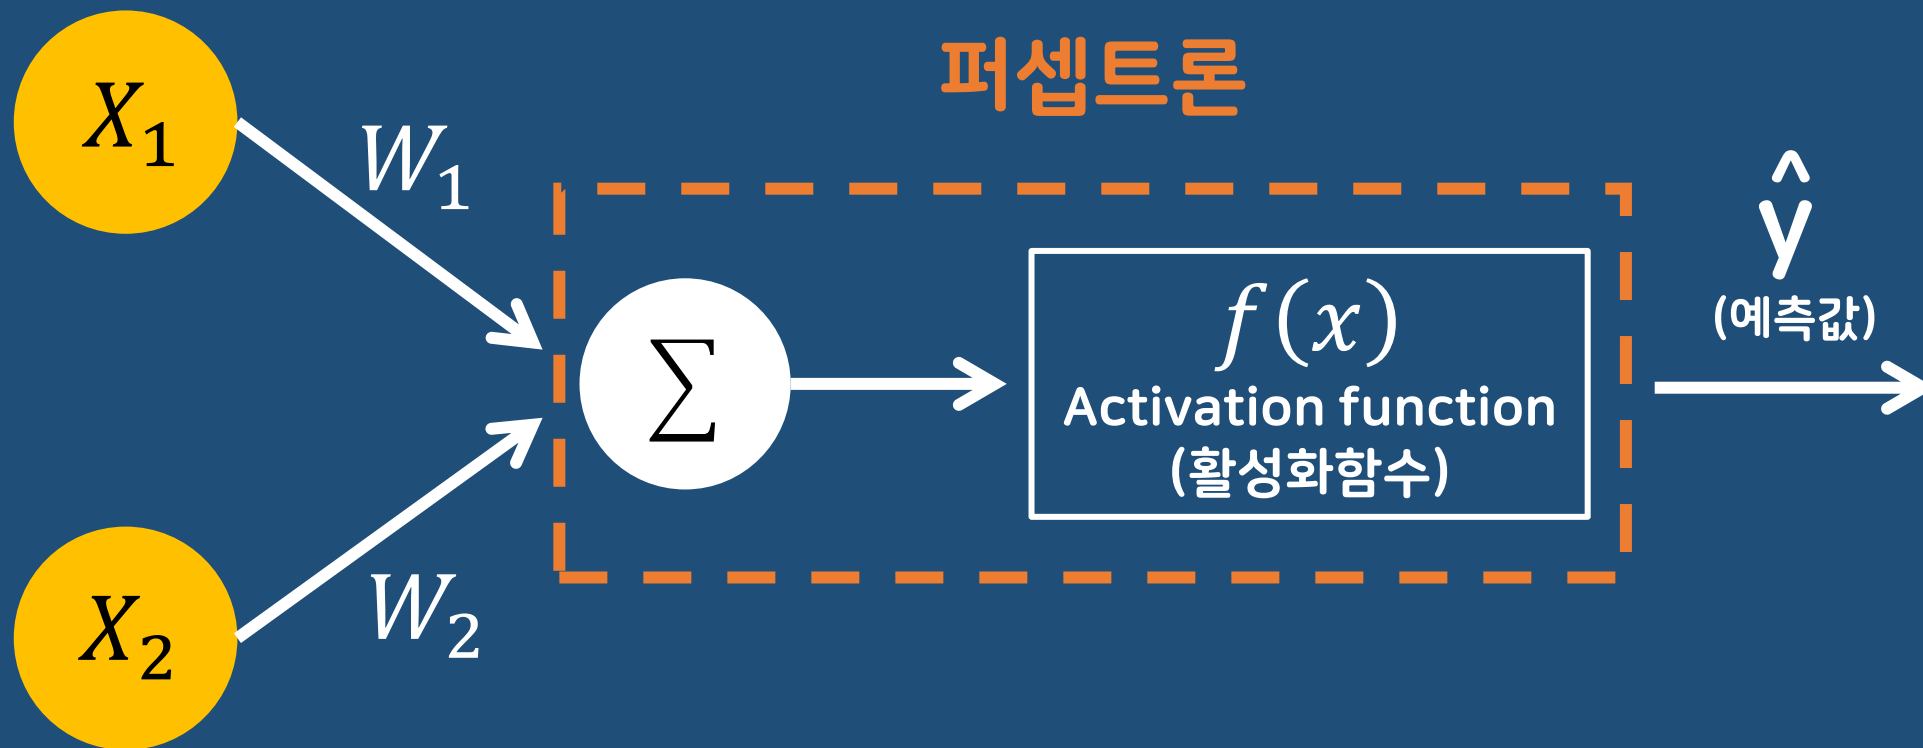 퍼셉트론
X₁
W₁
X₂
W₂
∑
f(x)
Activation function
(활성화함수)
ŷ
(예측값)